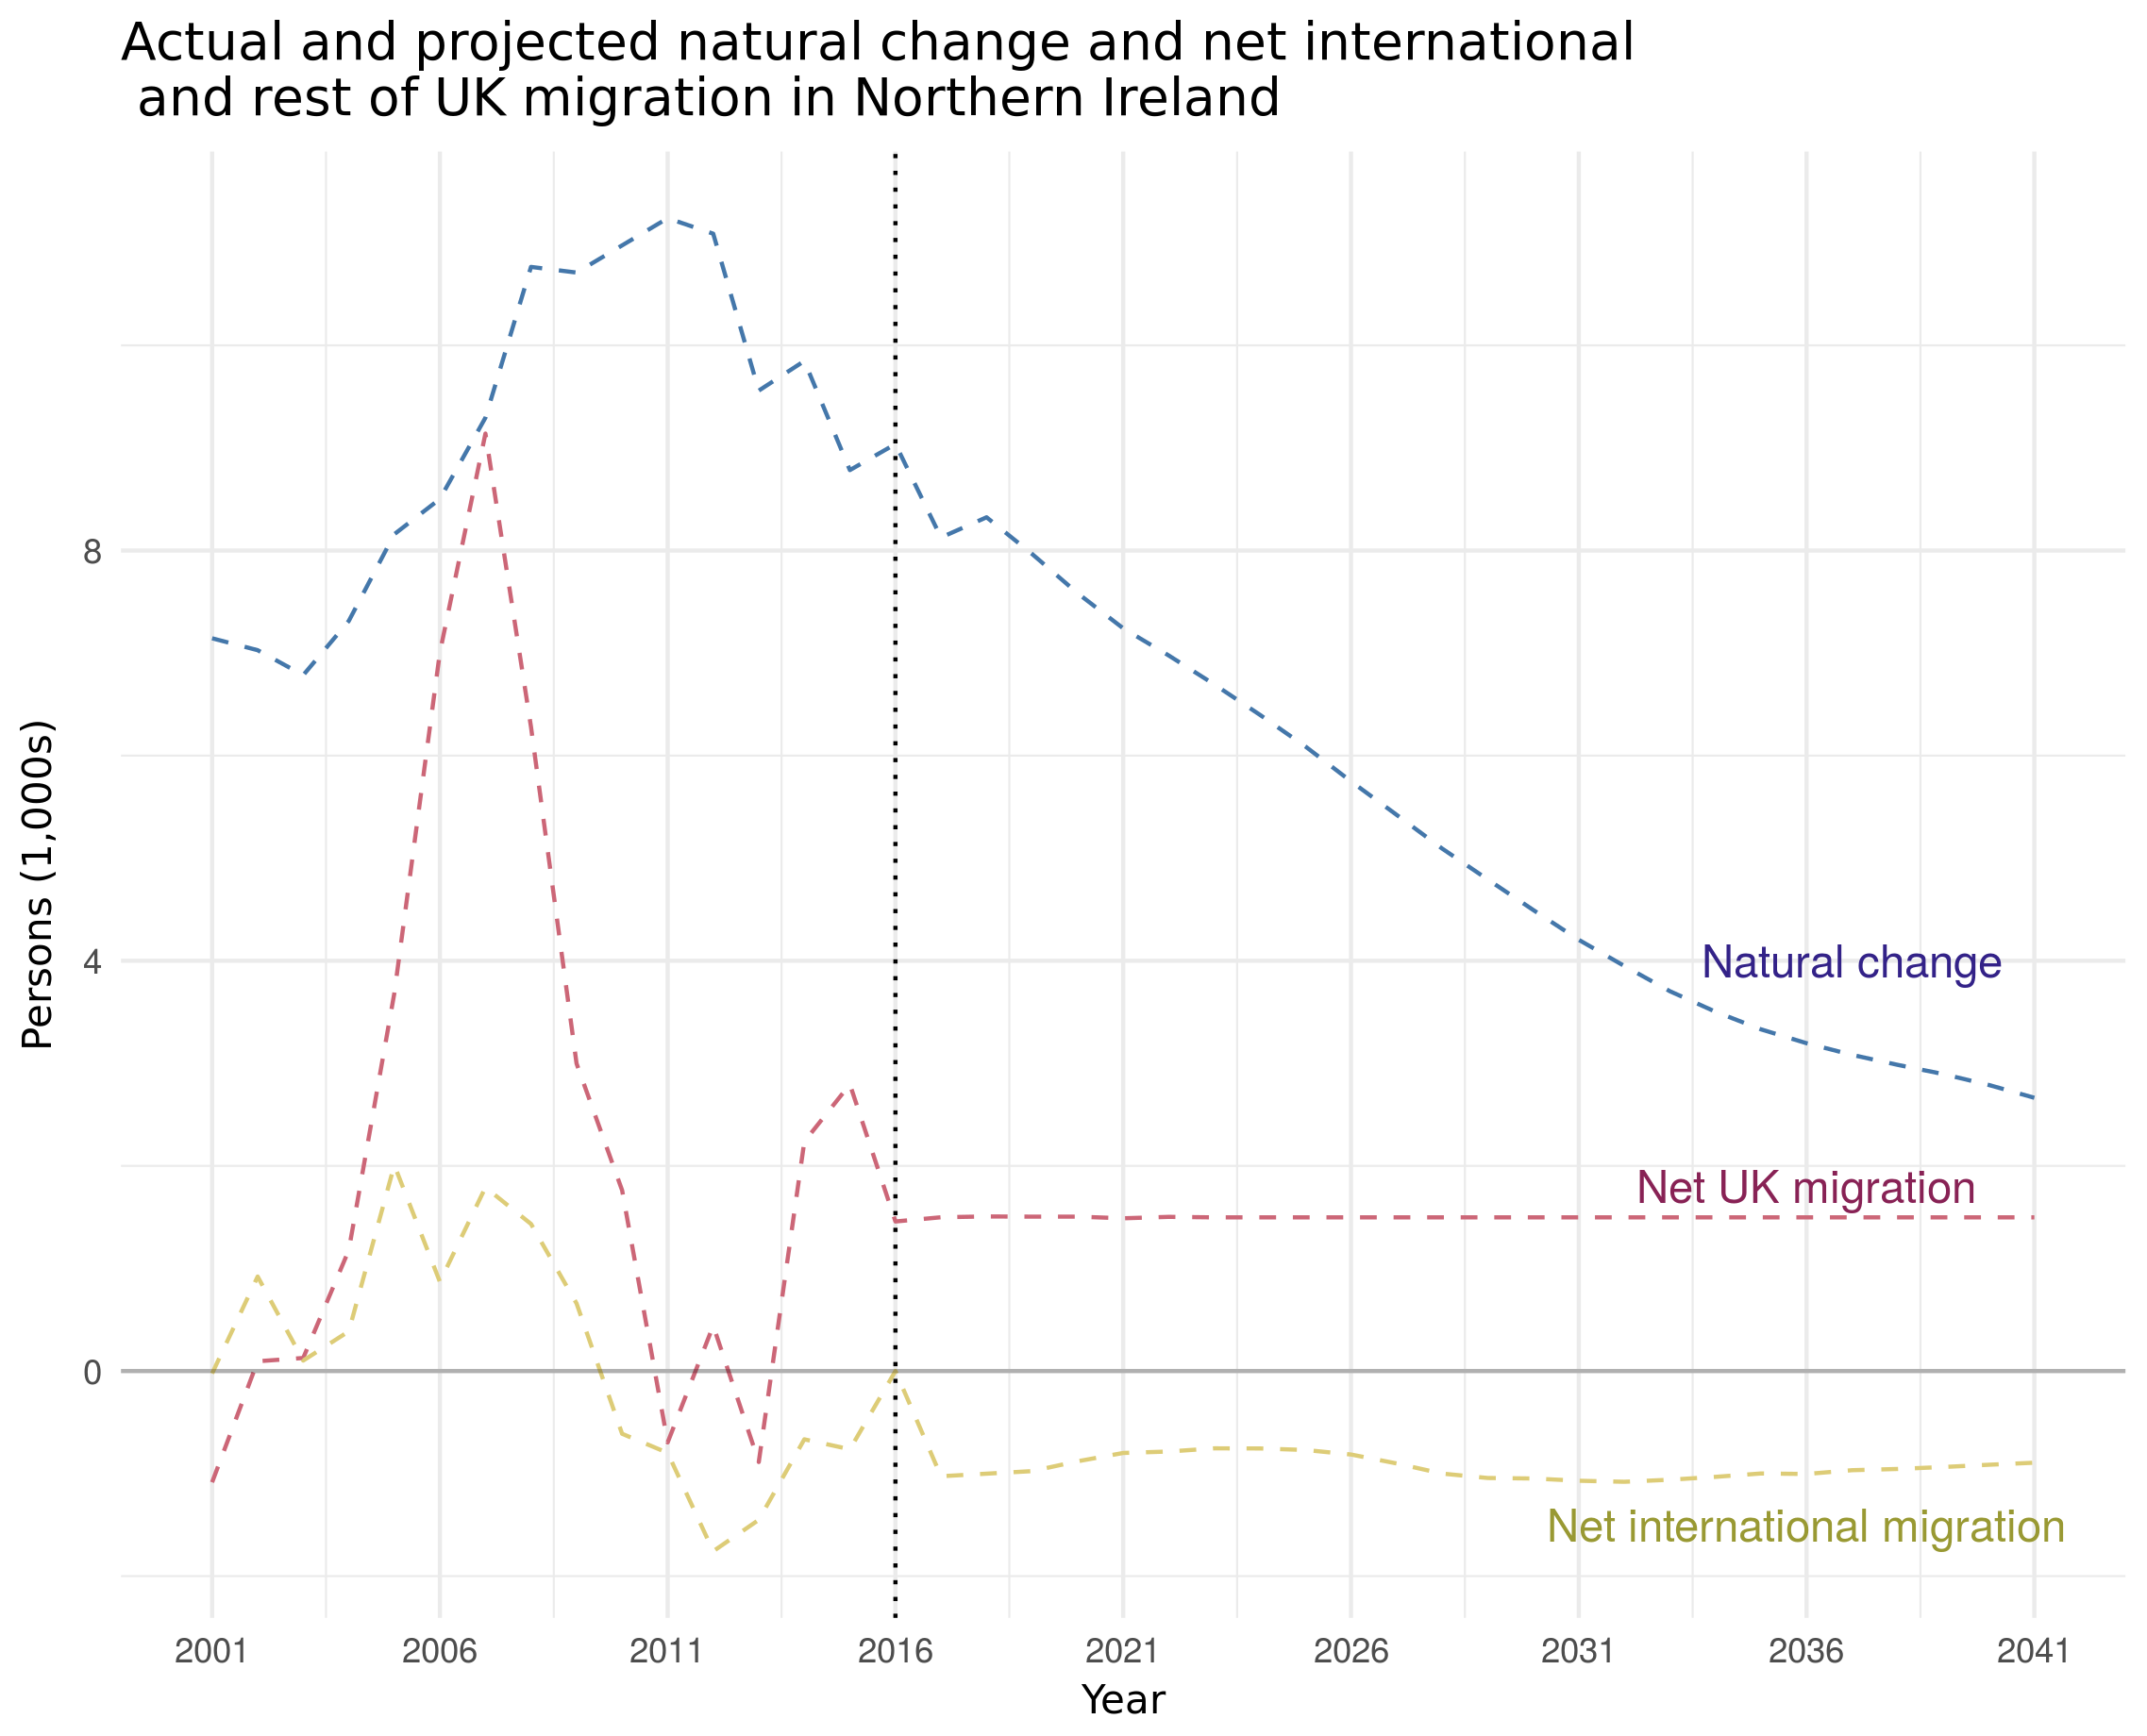 Actual and projected natural change and net international
and rest of UK migration in Northern Ireland
Persons (1,000s)
8
4
0
Natural change
Net UK migration
Net international migration
2001 2006 2011 2016 2021 2026 2031 2036 2041
Year